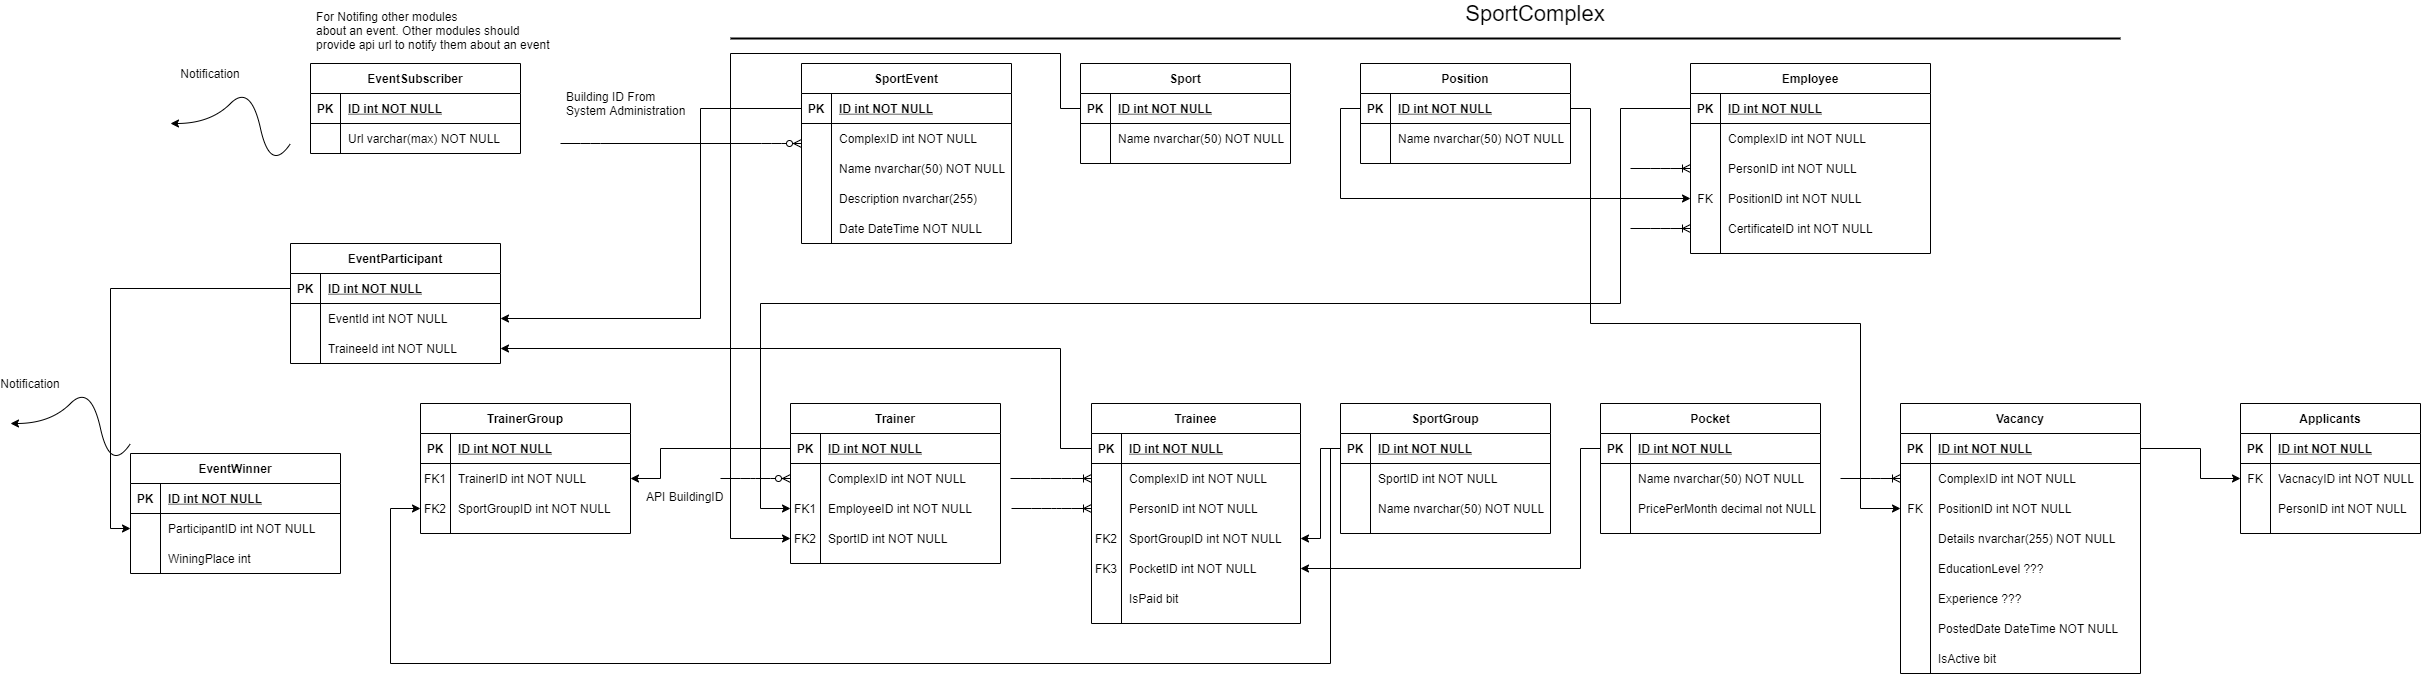 SportComplex
For Notifing other modules
about an event. Other modules should
provide api url to notify them about an event
Notification
EventSubscriber
PK ID int NOT NULL
Url varchar(max) NOT NULL
Building ID From
System Administration
SportEvent
PK ID int NOT NULL
ComplexID int NOT NULL
Name nvarchar(50) NOT NULL
Description nvarchar(255)
Date DateTime NOT NULL
Sport
PK ID int NOT NULL
Name nvarchar(50) NOT NULL
Position
PK ID int NOT NULL
Name nvarchar(50) NOT NULL
Employee
PK ID int NOT NULL
ComplexID int NOT NULL
PersonID int NOT NULL
FK PositionID int NOT NULL
CertificateID int NOT NULL
EventParticipant
PK ID int NOT NULL
EventId int NOT NULL
TraineeId int NOT NULL
Notification
EventWinner
PK ID int NOT NULL
ParticipantID int NOT NULL
WiningPlace int
TrainerGroup
PK ID int NOT NULL
FK1 TrainerID int NOT NULL
FK2 SportGroupID int NOT NULL
API BuildingID
Trainer
PK ID int NOT NULL
ComplexID int NOT NULL
FK1 EmployeeID int NOT NULL
FK2 SportID int NOT NULL
Trainee
PK ID int NOT NULL
ComplexID int NOT NULL
PersonID int NOT NULL
FK2 SportGroupID int NOT NULL
FK3 PocketID int NOT NULL
IsPaid bit
SportGroup
PK ID int NOT NULL
SportID int NOT NULL
Name nvarchar(50) NOT NULL
Pocket
PK ID int NOT NULL
Name nvarchar(50) NOT NULL
PricePerMonth decimal not NULL
Vacancy
PK ID int NOT NULL
ComplexID int NOT NULL
FK PositionID int NOT NULL
Details nvarchar(255) NOT NULL
EducationLevel ???
Experience ???
PostedDate DateTime NOT NULL
IsActive bit
Applicants
PK ID int NOT NULL
FK VacnacyID int NOT NULL
PersonID int NOT NULL